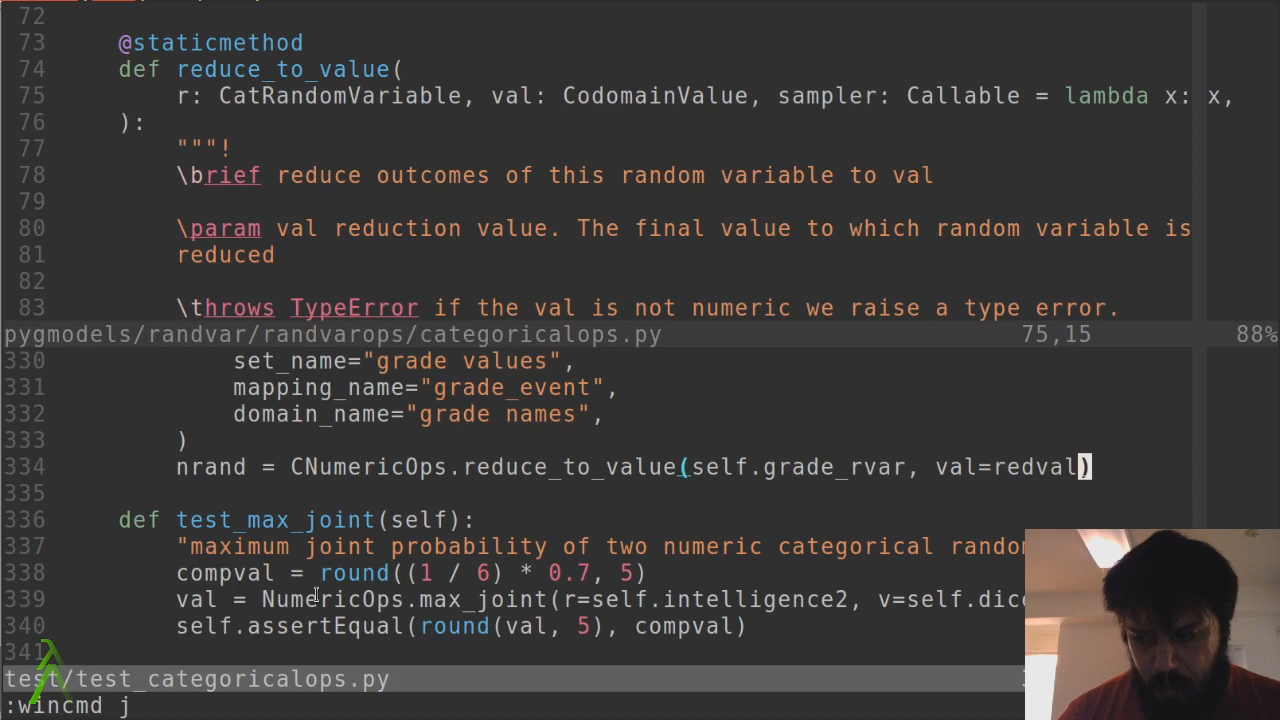 72
73 @staticmethod
74 def reduce_to_value(
75 r: CatRandomVariable, val: CodomainValue, sampler: Callable = lambda x: x,
76 ):
77 """!
78 \brief reduce outcomes of this random variable to val
79
80 \param val reduction value. The final value to which random variable is
81 reduced
82
83 \throws TypeError if the val is not numeric we raise a type error.
pygmodels/randvar/randvarops/categoricalops.py 75,15 88%
330 set_name="grade values",
331 mapping_name="grade_event",
332 domain_name="grade names",
333 )
334 nrand = CNumericOps.reduce_to_value(self.grade_rvar, val=redval)
335
336 def test_max_joint(self):
337 "maximum joint probability of two numeric categorical
338 compval = round((1 / 6) * 0.7, 5)
339 val = NumericOps.max_joint(r=self.intelligence2,
340 self.assertEqual(round(val, 5), compval)
341
test/test_categoricalops.py
:wincmd j